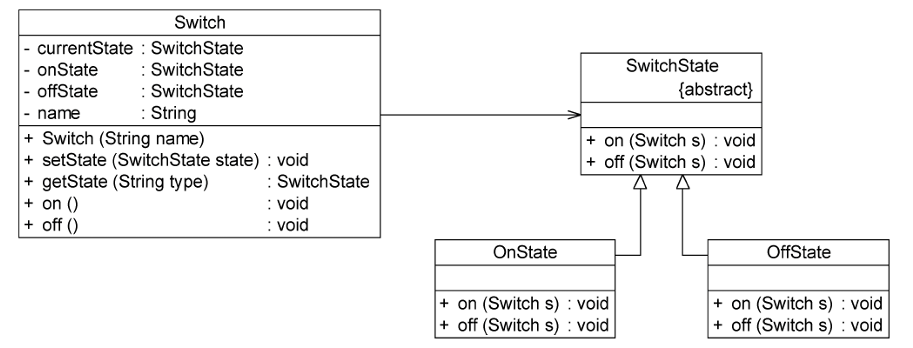 Switch
- currentState : SwitchState
- onState : SwitchState
- offState : SwitchState
- name : String
+ Switch (String name)
+ setState (SwitchState state) : void
+ getState (String type) : SwitchState
+ on () : void
+ off () : void
SwitchState
{abstract}
+ on (Switch s) : void
+ off (Switch s) : void
OnState
+ on (Switch s) : void
+ off (Switch s) : void
OffState
+ on (Switch s) : void
+ off (Switch s) : void